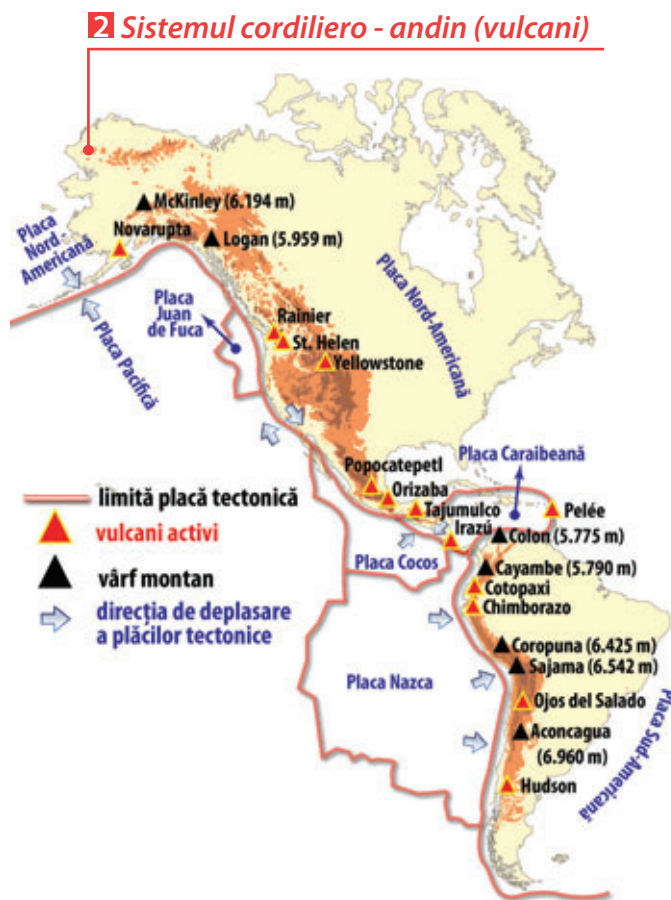 2 Sistemul cordiliero - andin (vulcani)
McKinley (6.194 m)
Placa
Nord -
Americană
Novarupta
Logan (5.959 m)
Placa Nord-Americană
Placa
Juan
de Fuca
Placa Pacifică
Rainier
St. Helen
Yellowstone
Placa Caraibeană
Popocatepetl
Orizaba
Tajumulco
Pelée
Irazú
Colon (5.775 m)
Placa Cocos
Cayambe (5.790 m)
Cotopaxi
Chimborazo
Coropuna (6.425 m)
Sajama (6.542 m)
Placa Nazca
Ojos del Salado
Placa Sud-Americană
Aconcagua
(6.960 m)
Hudson
limită placă tectonică
vulcani activi
vârf montan
direcția de deplasare
a plăcilor tectonice